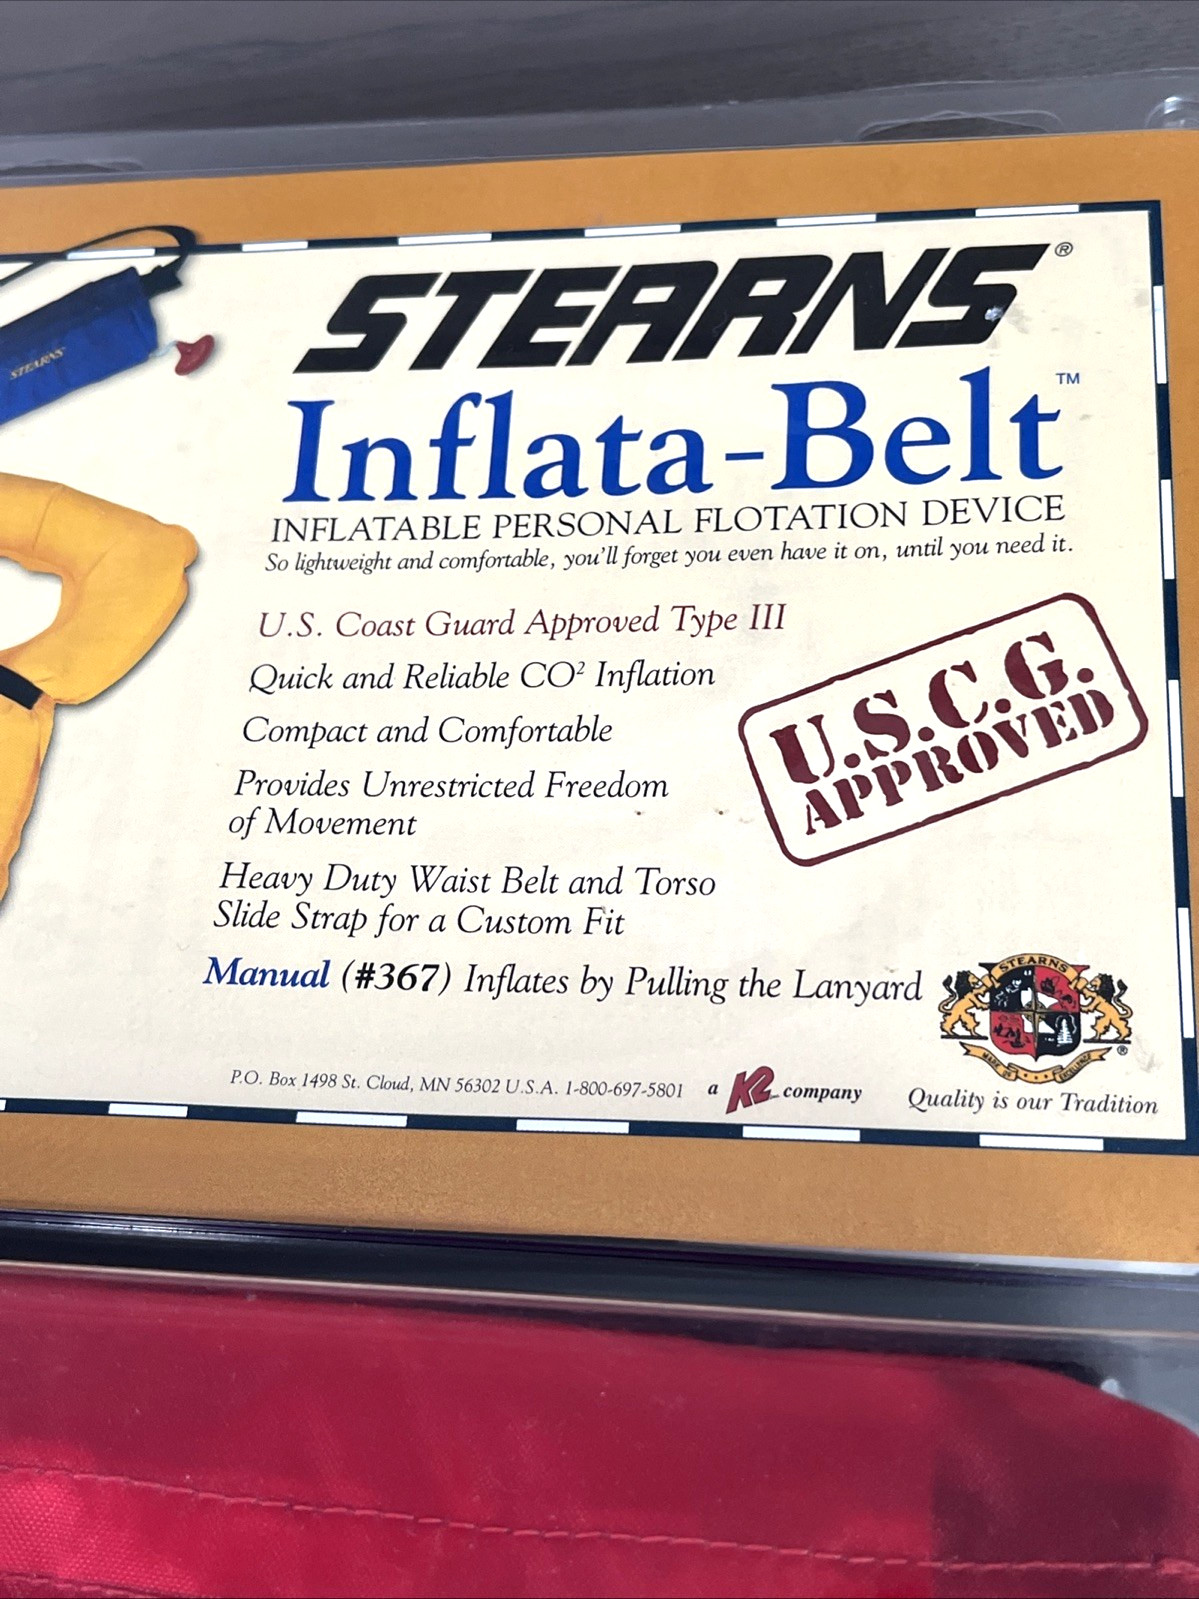 STEARNS
STEARNS®
Inflata-Belt™
INFLATABLE PERSONAL FLOTATION DEVICE
So lightweight and comfortable, you'll forget you even have it on, until you need it.
U.S. Coast Guard Approved Type III
Quick and Reliable CO² Inflation
Compact and Comfortable
Provides Unrestricted Freedom
of Movement
Heavy Duty Waist Belt and Torso
Slide Strap for a Custom Fit
Manual (#367) Inflates by Pulling the Lanyard
U.S.C.G.
APPROVED
STEARNS
MARK OF EXCELLENCE
®
Quality is our Tradition
P.O. Box 1498 St. Cloud, MN 56302 U.S.A. 1-800-697-5801 a K2 company